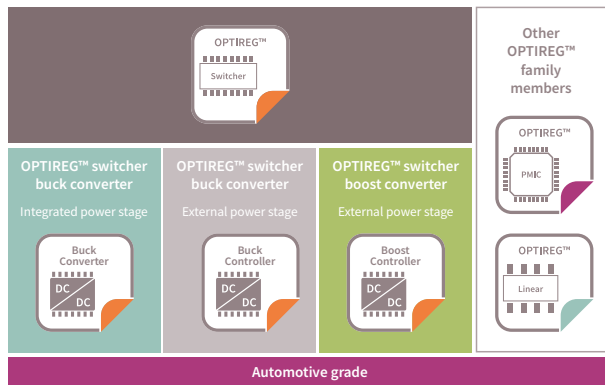 OPTIREG™
Switcher
OPTIREG™ switcher
buck converter
Integrated power stage
Buck
Converter
DC
DC
OPTIREG™ switcher
buck converter
External power stage
Buck
Controller
DC
DC
OPTIREG™ switcher
boost converter
External power stage
Boost
Controller
DC
DC
Other
OPTIREG™
family
members
OPTIREG™
PMIC
OPTIREG™
Linear
Automotive grade